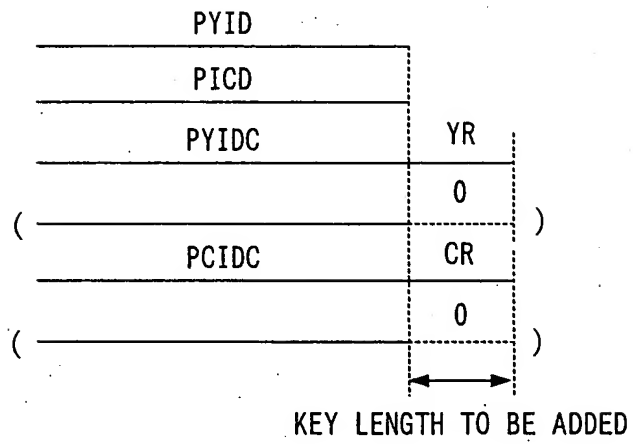 PYID
PICD
PYIDC YR
( 0 )
PCIDC CR
( 0 )
KEY LENGTH TO BE ADDED